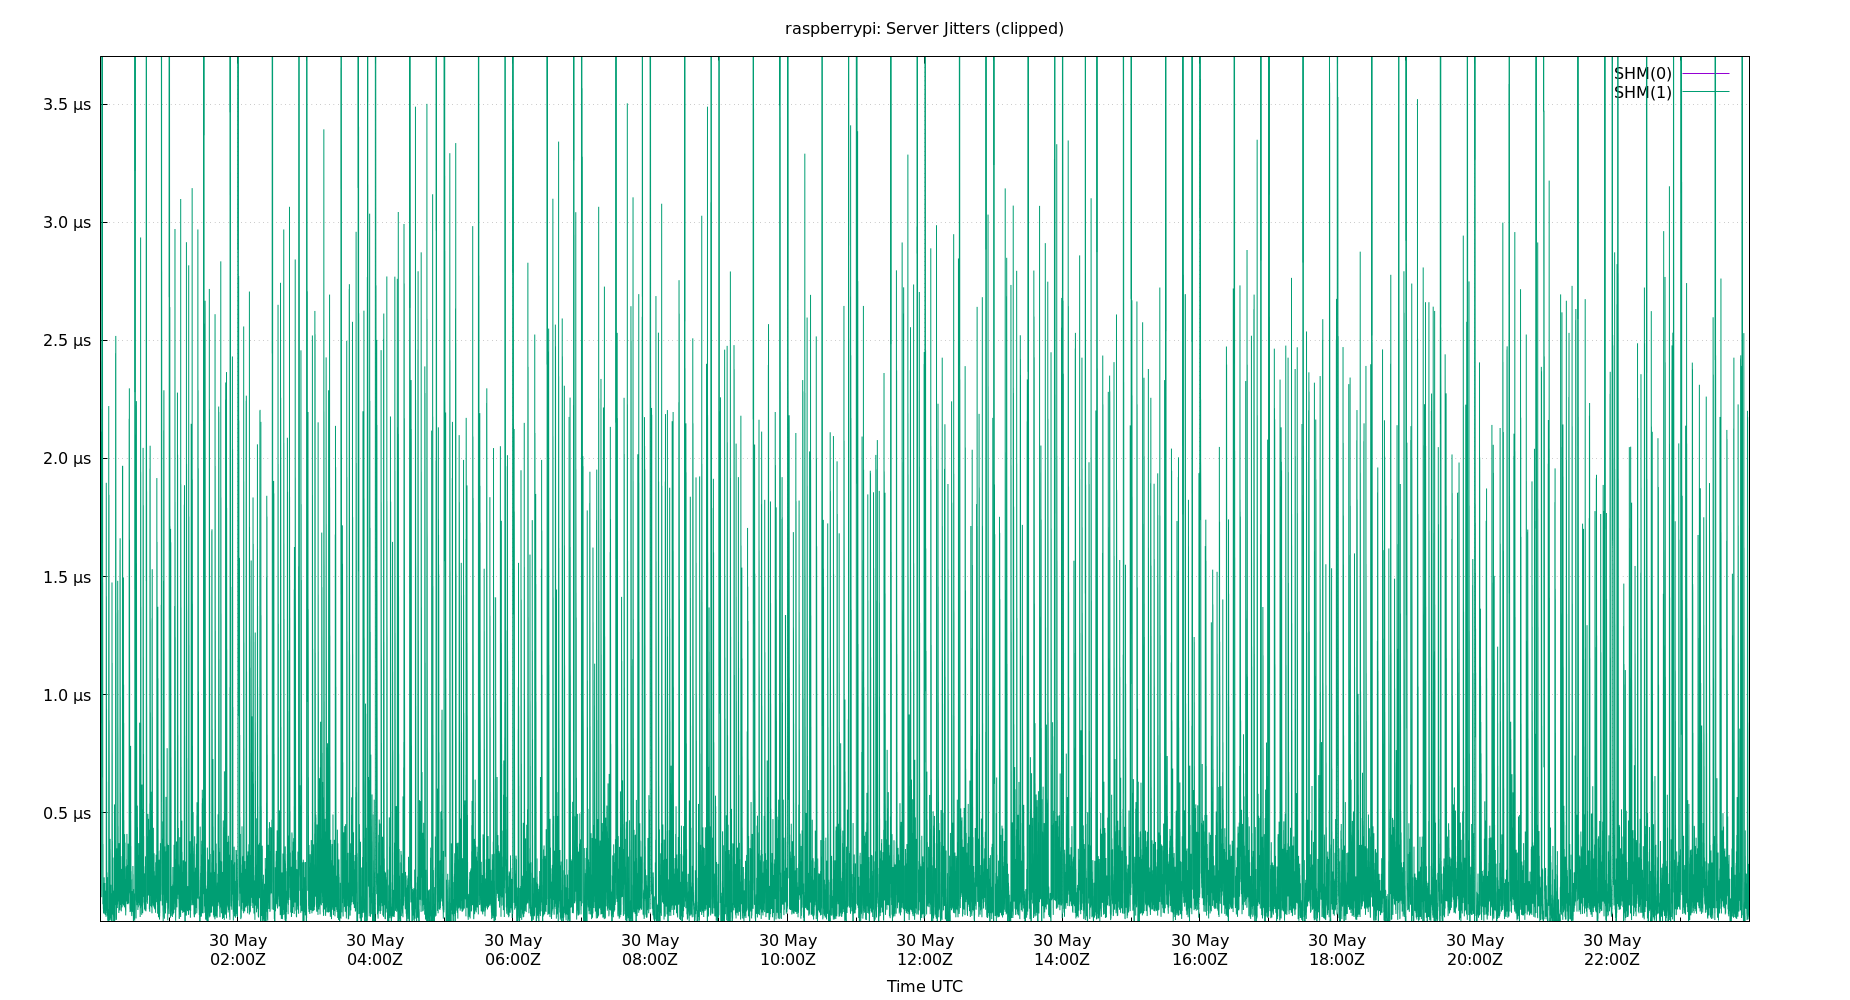 raspberrypi: Server Jitters (clipped)
SHM(0)
SHM(1)
3.5 μs
3.0 μs
2.5 μs
2.0 μs
1.5 μs
1.0 μs
0.5 μs
30 May 30 May 30 May 30 May 30 May 30 May 30 May 30 May 30 May 30 May 30 May
02:00Z 04:00Z 06:00Z 08:00Z 10:00Z 12:00Z 14:00Z 16:00Z 18:00Z 20:00Z 22:00Z
Time UTC